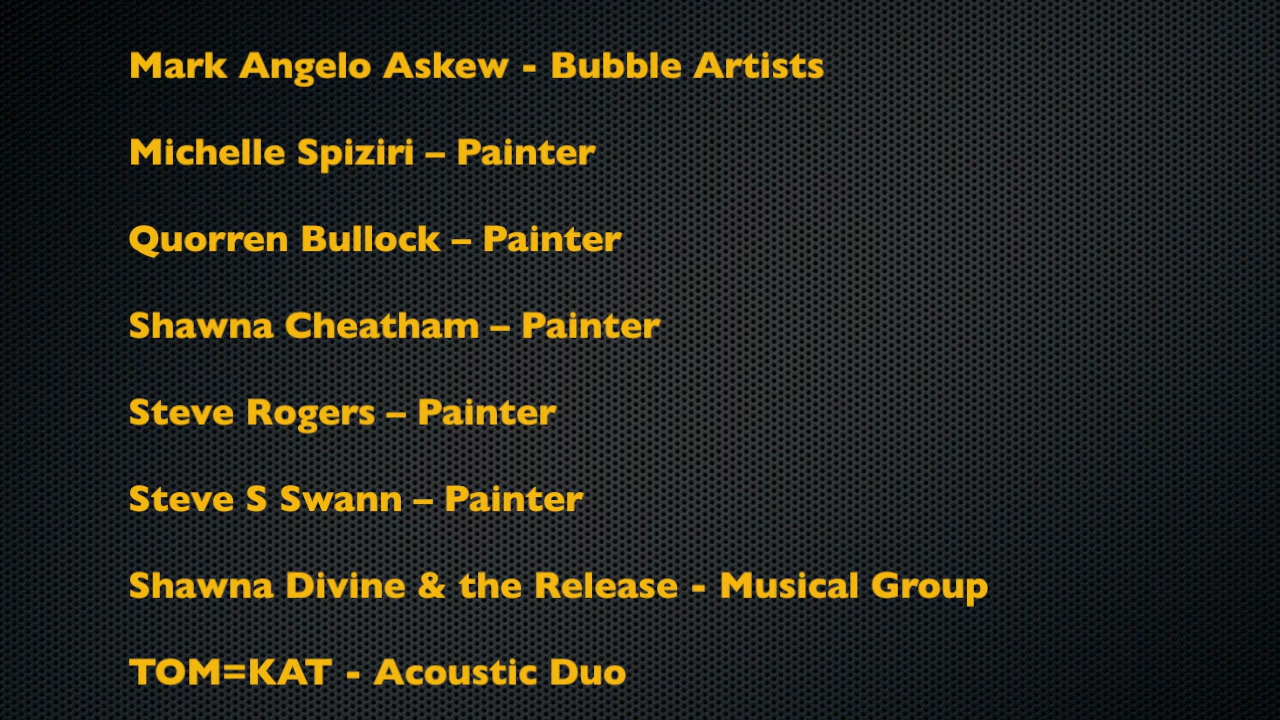 Mark Angelo Askew - Bubble Artists
Michelle Spiziri – Painter
Quorren Bullock – Painter
Shawna Cheatham – Painter
Steve Rogers – Painter
Steve S Swann – Painter
Shawna Divine & the Release - Musical Group
TOM=KAT - Acoustic Duo